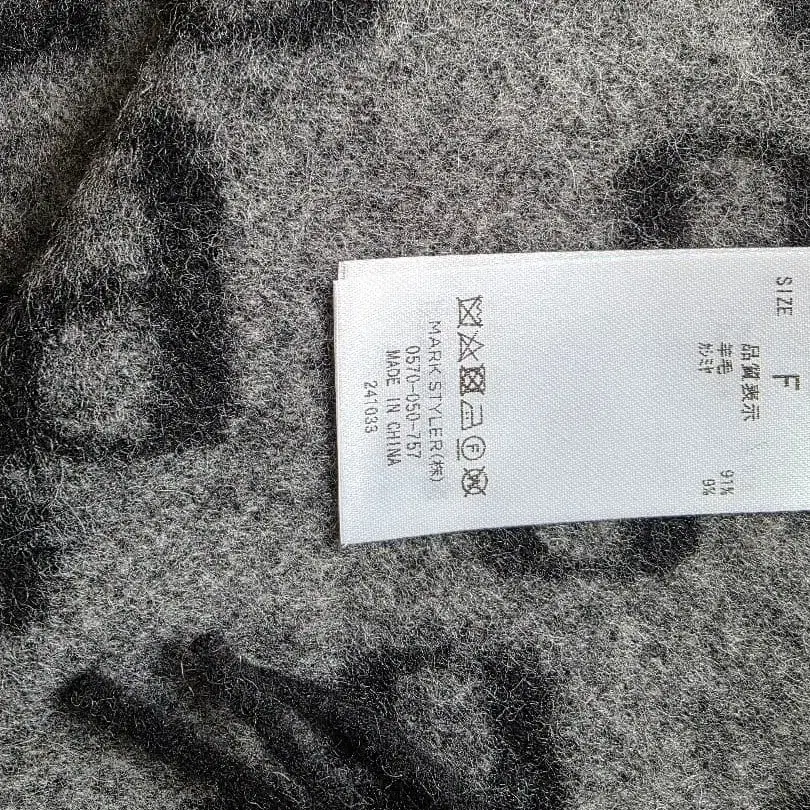 SIZE
F
品質表示
羊毛 91%
カシミヤ 9%
MARK STYLER(株)
0570-050-757
MADE IN CHINA
241033